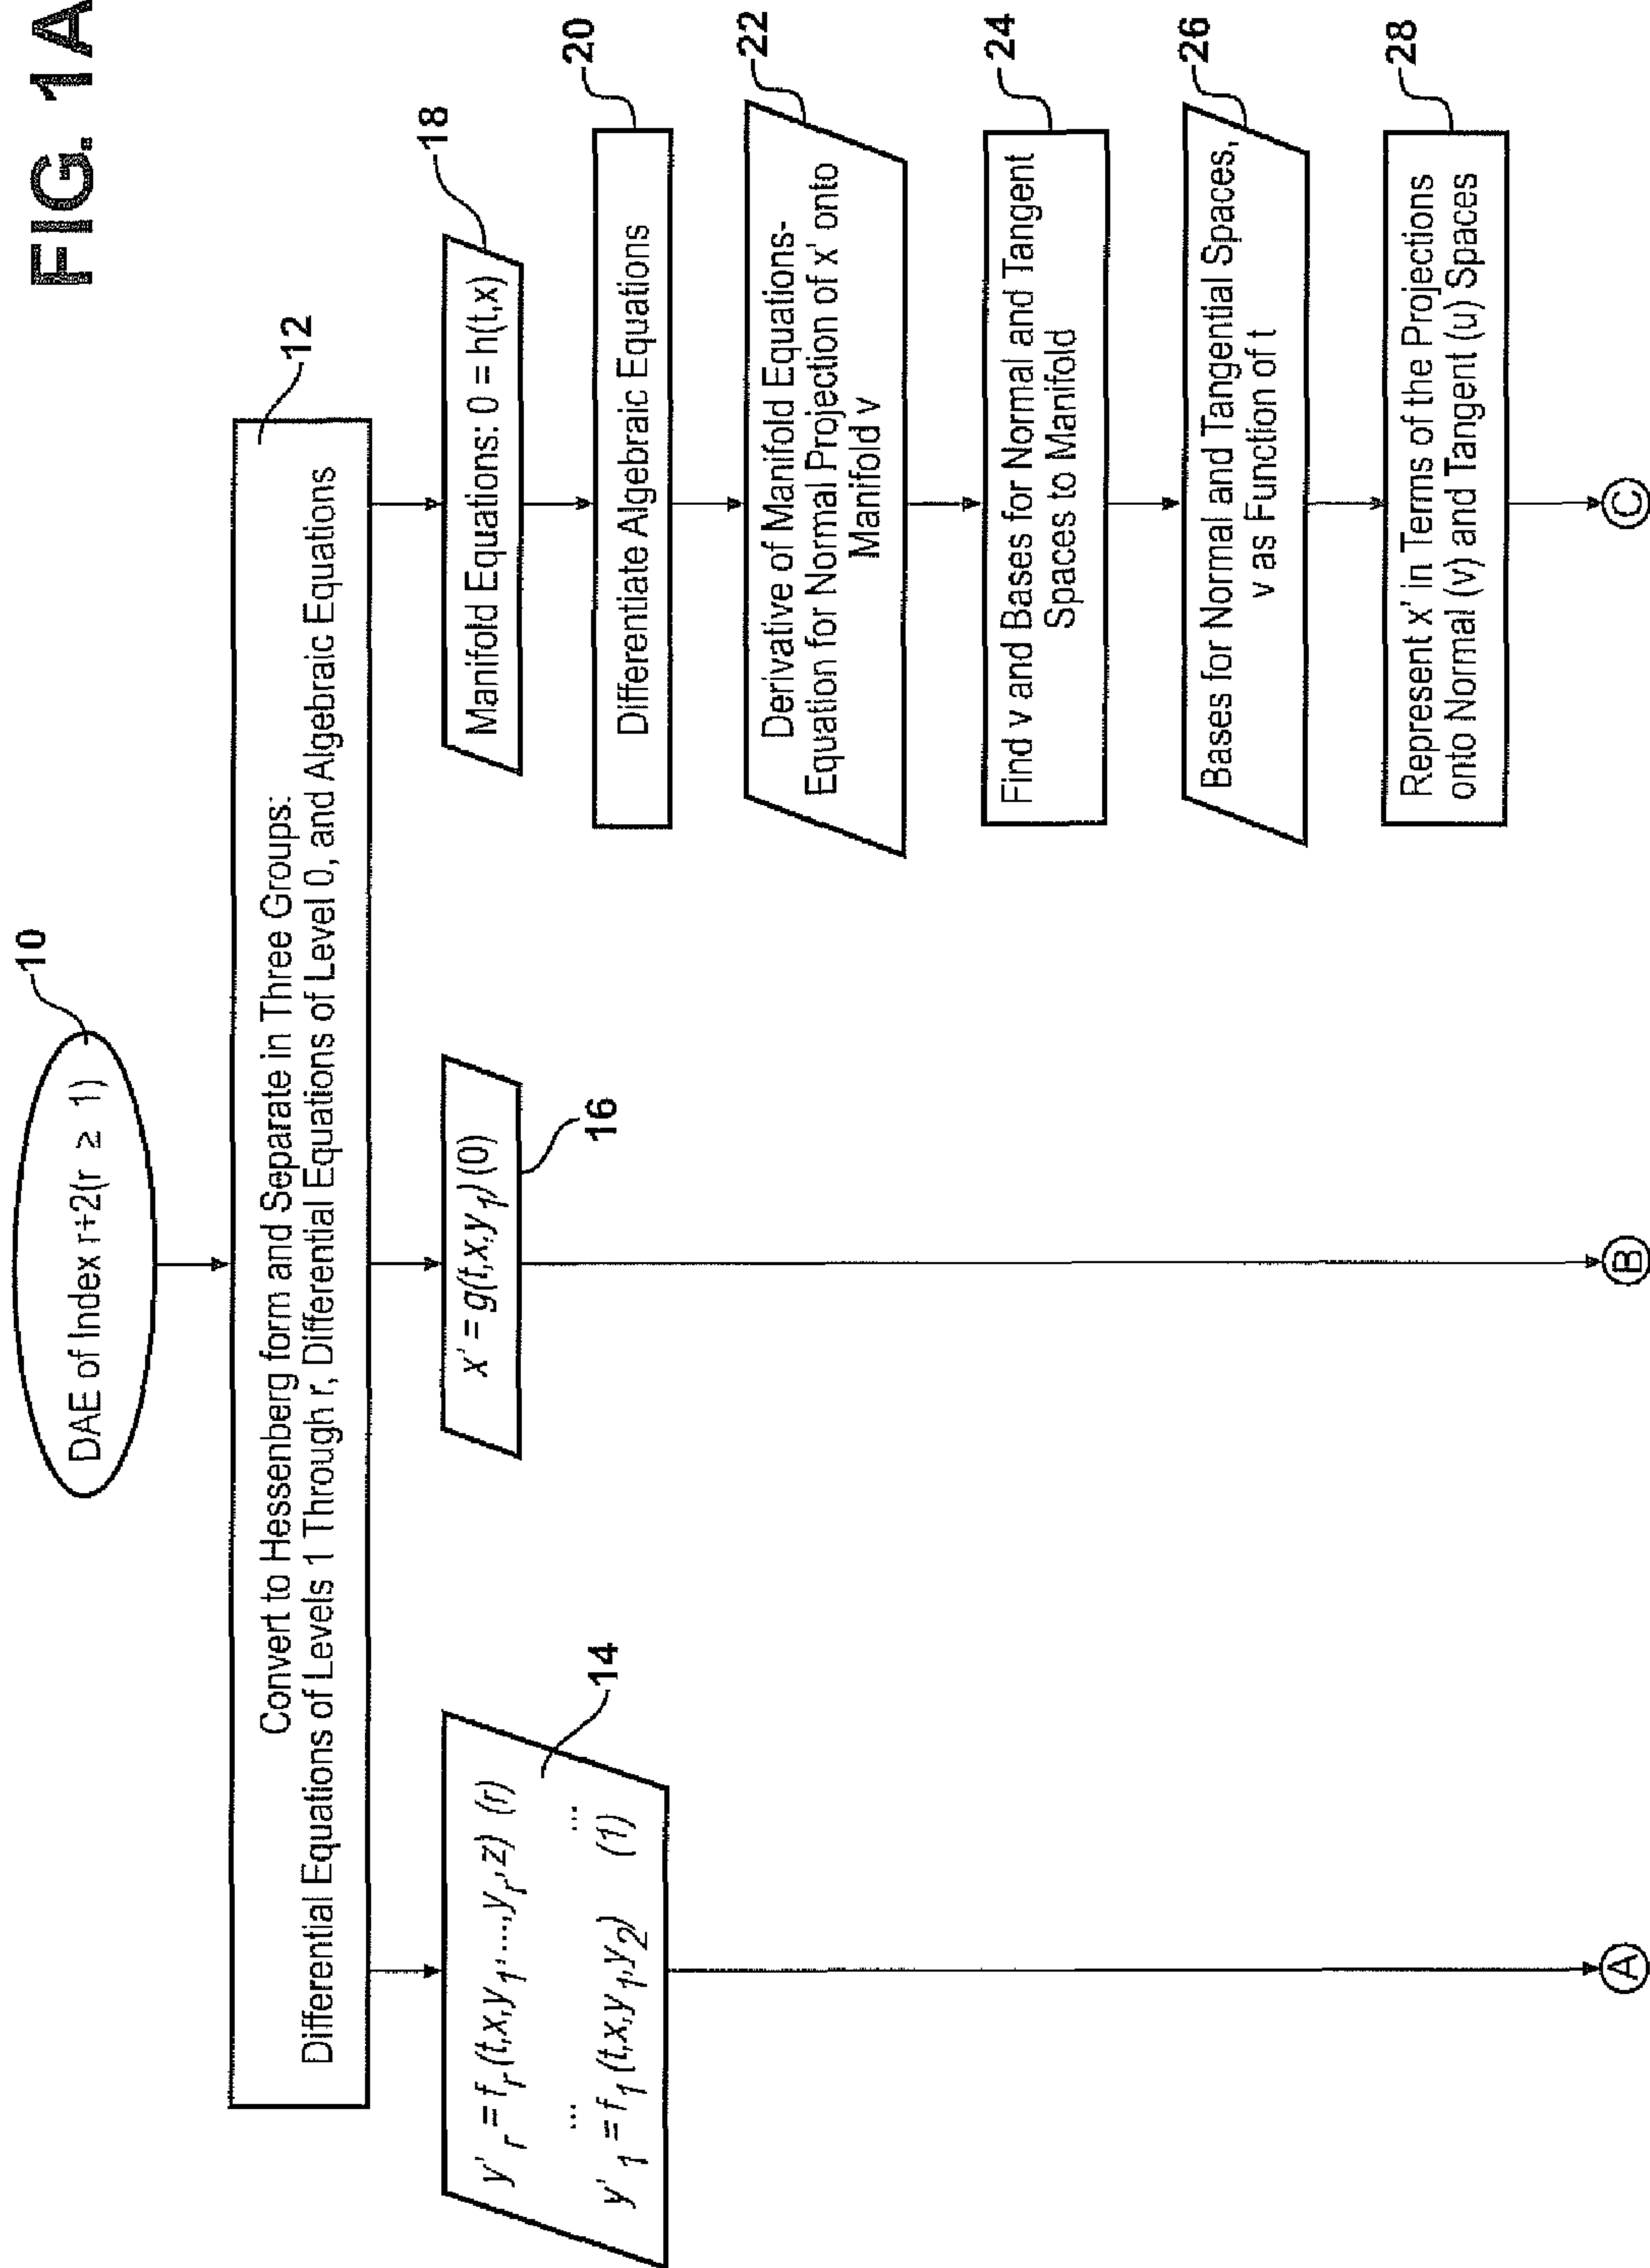 FIG. 1A
10
DAE of Index r+2(r ≥ 1)
12
Convert to Hessenberg form and Separate in Three Groups:
Differential Equations of Levels 1 Through r, Differential Equations of Level 0, and Algebraic Equations
y'r = fr(t,x,y1,...,yr,z) (r)
... ...
y'1 = f1(t,x,y1,y2) (1)
14
x' = g(t,x,y1) (0)
16
Manifold Equations: 0 = h(t,x)
18
Differentiate Algebraic Equations
20
Derivative of Manifold Equations-
Equation for Normal Projection of x' onto
Manifold v
22
Find v and Bases for Normal and Tangent
Spaces to Manifold
24
Bases for Normal and Tangential Spaces,
v as Function of t
26
Represent x' in Terms of the Projections
onto Normal (v) and Tangent (u) Spaces
28
A
B
C